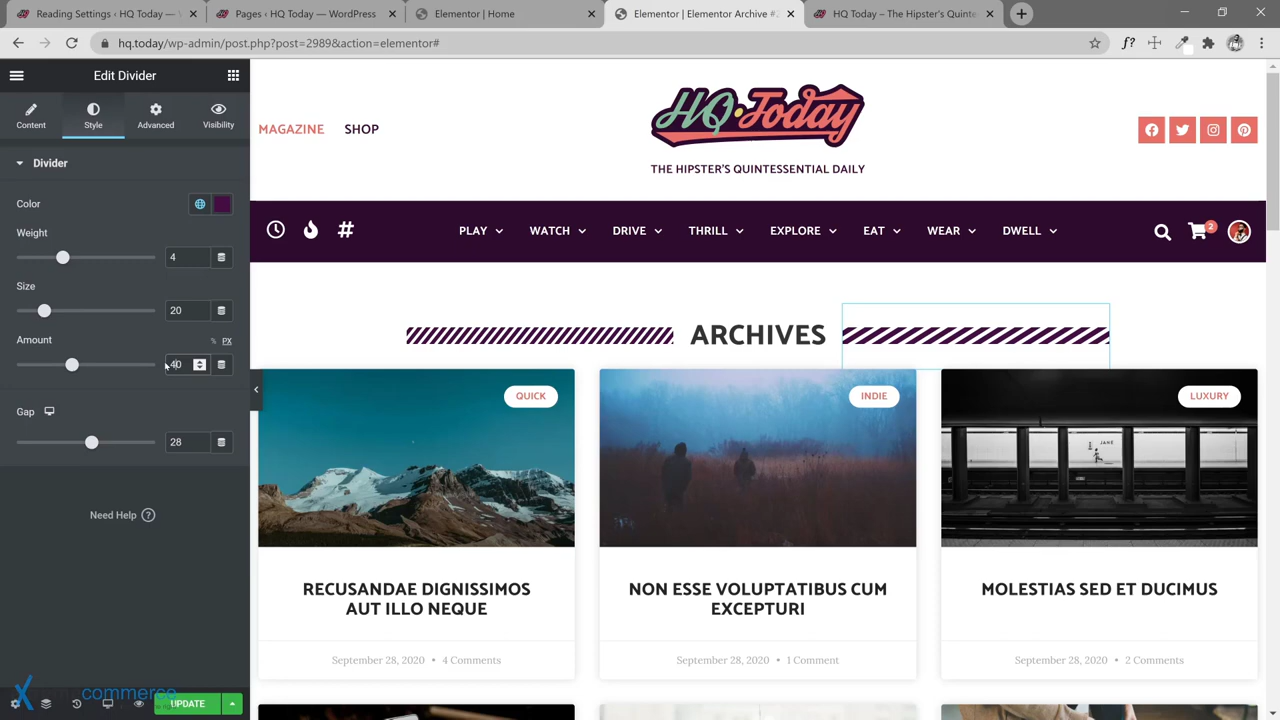 Reading Settings ‹ HQ Today —
Pages ‹ HQ Today — WordPress
Elementor | Home
Elementor | Elementor Archive #2
HQ Today – The Hipster's Quinte
hq.today/wp-admin/post.php?post=2989&action=elementor#
Edit Divider
Content
Style
Advanced
Visibility
Divider
Color
Weight
4
Size
20
Amount
% PX
40
Gap
28
Need Help ?
commerce
UPDATE
MAGAZINE SHOP
HQ Today
THE HIPSTER'S QUINTESSENTIAL DAILY
PLAY WATCH DRIVE THRILL EXPLORE EAT WEAR DWELL
2
ARCHIVES
QUICK
INDIE
LUXURY
JANE
RECUSANDAE DIGNISSIMOS
AUT ILLO NEQUE
September 28, 2020 • 4 Comments
NON ESSE VOLUPTATIBUS CUM
EXCEPTURI
September 28, 2020 • 1 Comment
MOLESTIAS SED ET DUCIMUS
September 28, 2020 • 2 Comments